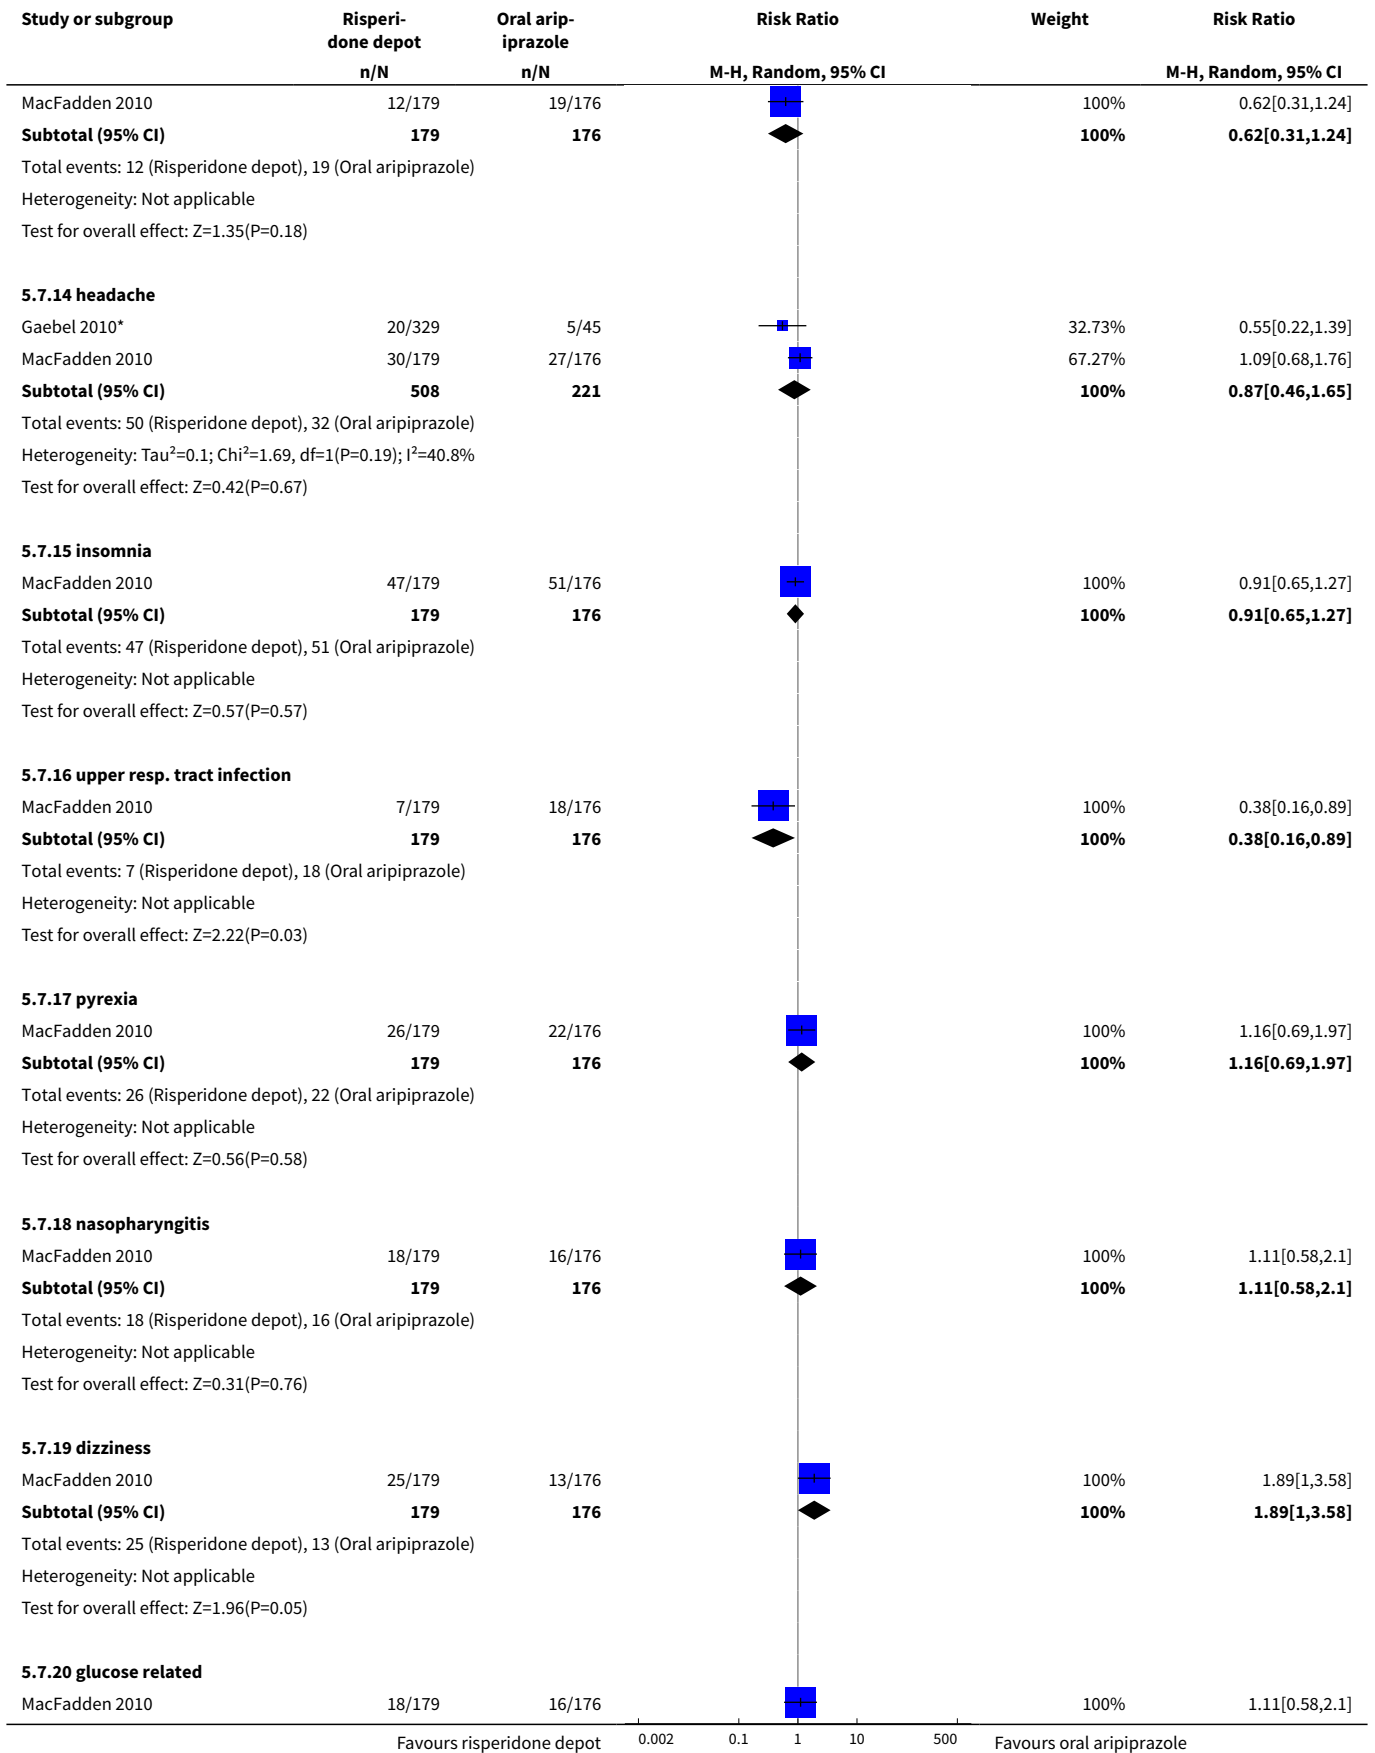 Study or subgroup Risperi- Oral arip- Risk Ratio Weight Risk Ratio
done depot iprazole
n/N n/N M-H, Random, 95% CI M-H, Random, 95% CI
MacFadden 2010 12/179 19/176 100% 0.62[0.31,1.24]
Subtotal (95% CI) 179 176 100% 0.62[0.31,1.24]
Total events: 12 (Risperidone depot), 19 (Oral aripiprazole)
Heterogeneity: Not applicable
Test for overall effect: Z=1.35(P=0.18)
5.7.14 headache
Gaebel 2010* 20/329 5/45 32.73% 0.55[0.22,1.39]
MacFadden 2010 30/179 27/176 67.27% 1.09[0.68,1.76]
Subtotal (95% CI) 508 221 100% 0.87[0.46,1.65]
Total events: 50 (Risperidone depot), 32 (Oral aripiprazole)
Heterogeneity: Tau²=0.1; Chi²=1.69, df=1(P=0.19); I²=40.8%
Test for overall effect: Z=0.42(P=0.67)
5.7.15 insomnia
MacFadden 2010 47/179 51/176 100% 0.91[0.65,1.27]
Subtotal (95% CI) 179 176 100% 0.91[0.65,1.27]
Total events: 47 (Risperidone depot), 51 (Oral aripiprazole)
Heterogeneity: Not applicable
Test for overall effect: Z=0.57(P=0.57)
5.7.16 upper resp. tract infection
MacFadden 2010 7/179 18/176 100% 0.38[0.16,0.89]
Subtotal (95% CI) 179 176 100% 0.38[0.16,0.89]
Total events: 7 (Risperidone depot), 18 (Oral aripiprazole)
Heterogeneity: Not applicable
Test for overall effect: Z=2.22(P=0.03)
5.7.17 pyrexia
MacFadden 2010 26/179 22/176 100% 1.16[0.69,1.97]
Subtotal (95% CI) 179 176 100% 1.16[0.69,1.97]
Total events: 26 (Risperidone depot), 22 (Oral aripiprazole)
Heterogeneity: Not applicable
Test for overall effect: Z=0.56(P=0.58)
5.7.18 nasopharyngitis
MacFadden 2010 18/179 16/176 100% 1.11[0.58,2.1]
Subtotal (95% CI) 179 176 100% 1.11[0.58,2.1]
Total events: 18 (Risperidone depot), 16 (Oral aripiprazole)
Heterogeneity: Not applicable
Test for overall effect: Z=0.31(P=0.76)
5.7.19 dizziness
MacFadden 2010 25/179 13/176 100% 1.89[1,3.58]
Subtotal (95% CI) 179 176 100% 1.89[1,3.58]
Total events: 25 (Risperidone depot), 13 (Oral aripiprazole)
Heterogeneity: Not applicable
Test for overall effect: Z=1.96(P=0.05)
5.7.20 glucose related
MacFadden 2010 18/179 16/176 100% 1.11[0.58,2.1]
Favours risperidone depot 0.002 0.1 1 10 500 Favours oral aripiprazole